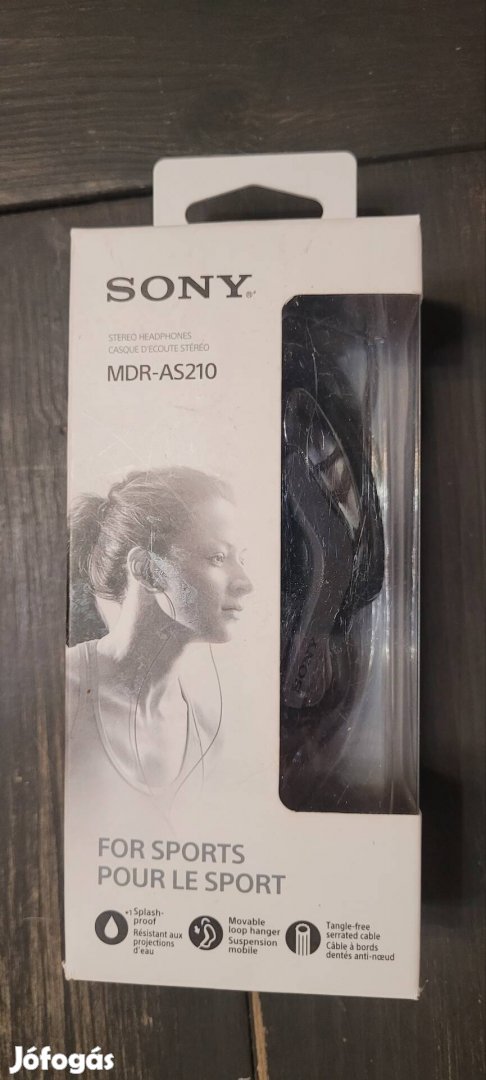 SONY®
STEREO HEADPHONES
CASQUE D'ÉCOUTE STÉRÉO
MDR-AS210
SONY
FOR SPORTS
POUR LE SPORT
*1 Splash-
proof
Résistant aux
projections
d'eau
Movable
loop hanger
Suspension
mobile
Tangle-free
serrated cable
Câble à bords
dentés anti-nœud
Jófogás